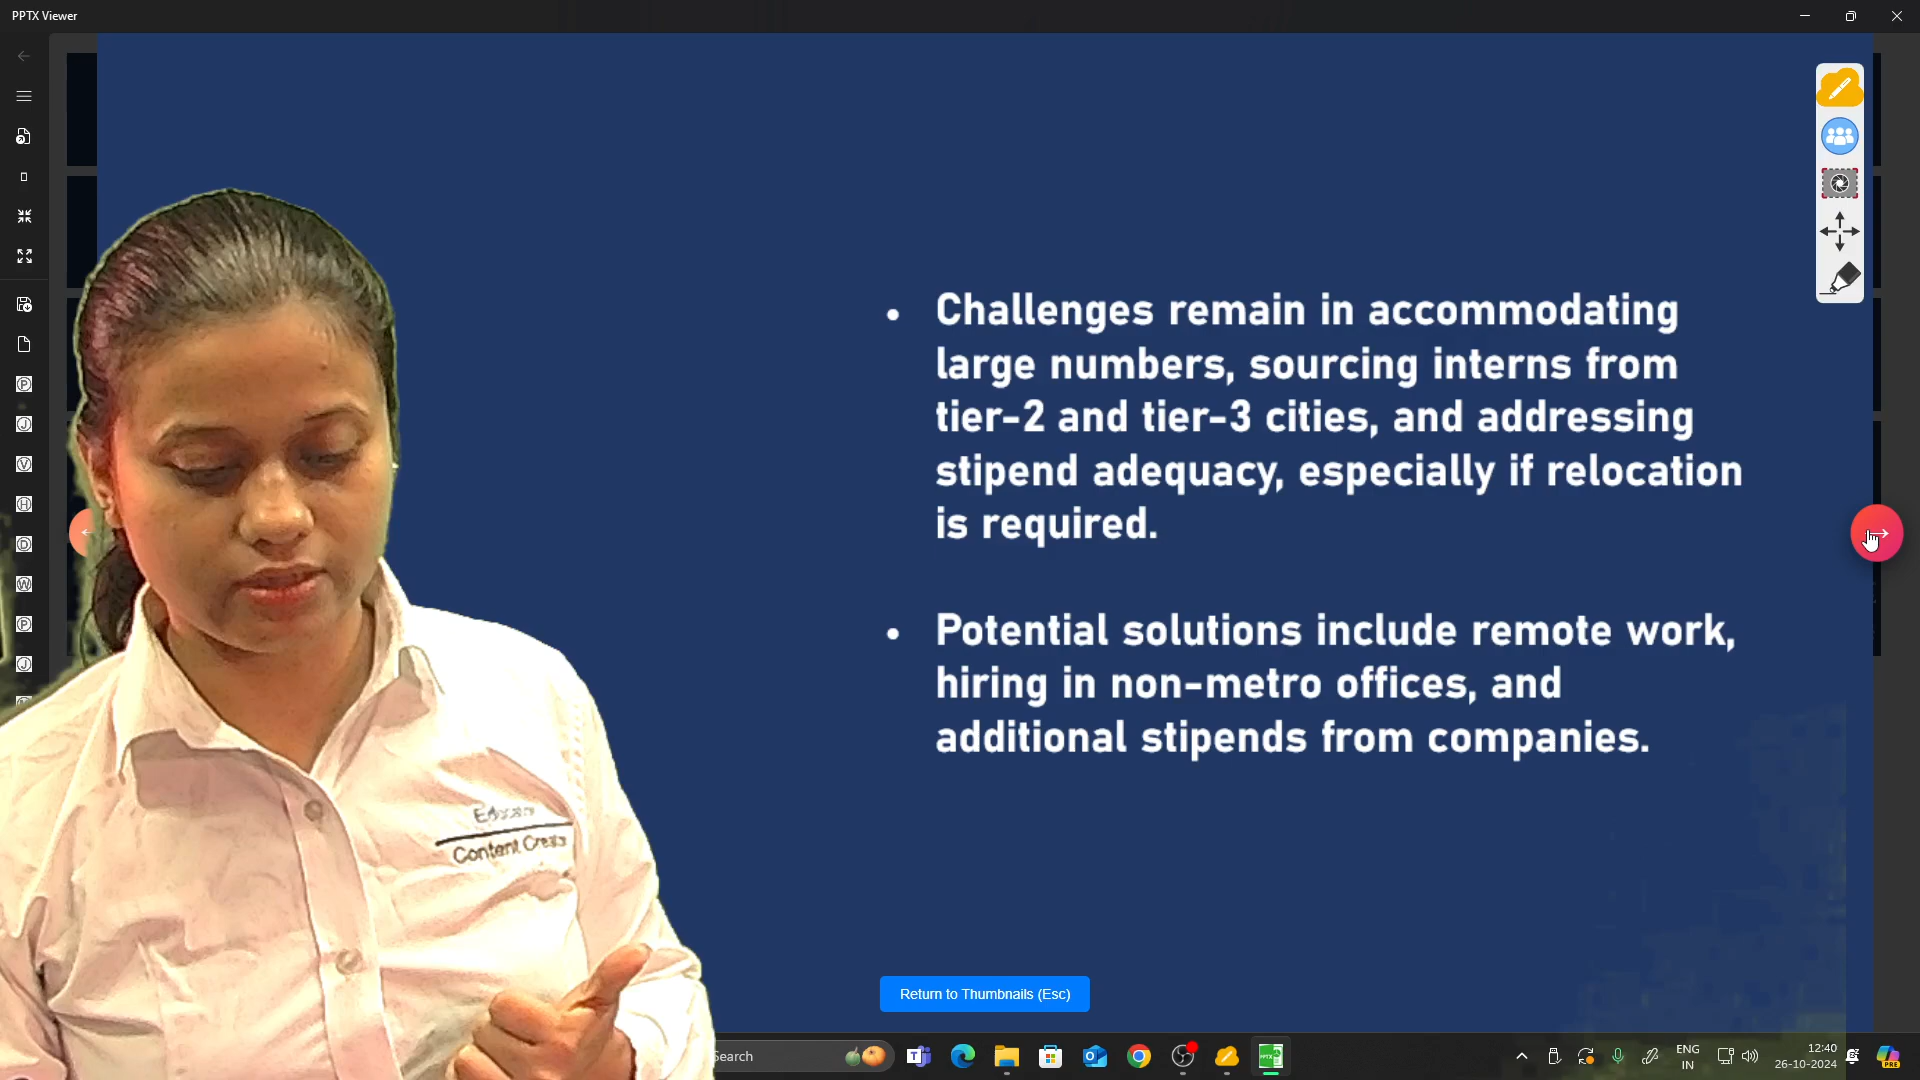 PPTX Viewer
• Challenges remain in accommodating
large numbers, sourcing interns from
tier-2 and tier-3 cities, and addressing
stipend adequacy, especially if relocation
is required.
• Potential solutions include remote work,
hiring in non-metro offices, and
additional stipends from companies.
Educator
Content Creator
Return to Thumbnails (Esc)
Search
ENG
IN
12:40
26-10-2024